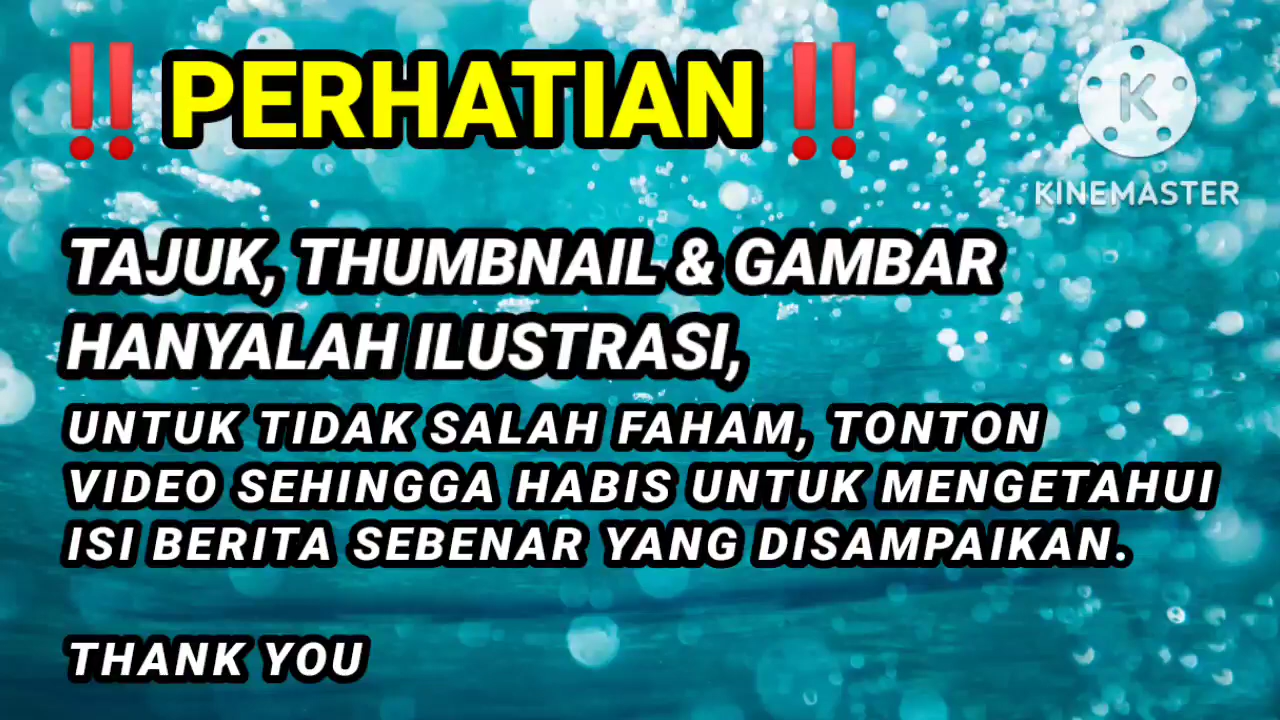 ‼PERHATIAN‼
KINEMASTER
TAJUK, THUMBNAIL & GAMBAR
HANYALAH ILUSTRASI,
UNTUK TIDAK SALAH FAHAM, TONTON
VIDEO SEHINGGA HABIS UNTUK MENGETAHUI
ISI BERITA SEBENAR YANG DISAMPAIKAN.
THANK YOU